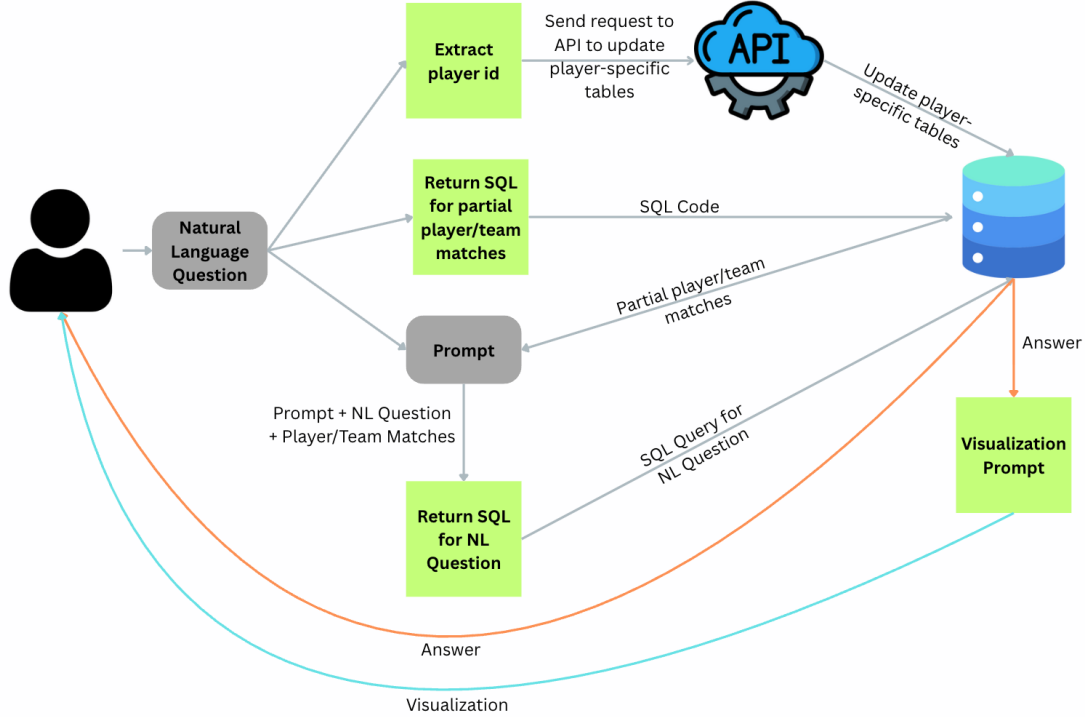 Extract
player id
Send request to
API to update
player-specific
tables
API
Update player-
specific tables
Natural
Language
Question
Return SQL
for partial
player/team
matches
SQL Code
Partial player/team
matches
Prompt
Answer
Prompt + NL Question
+ Player/Team Matches
SQL Query for
NL Question
Visualization
Prompt
Return SQL
for NL
Question
Answer
Visualization